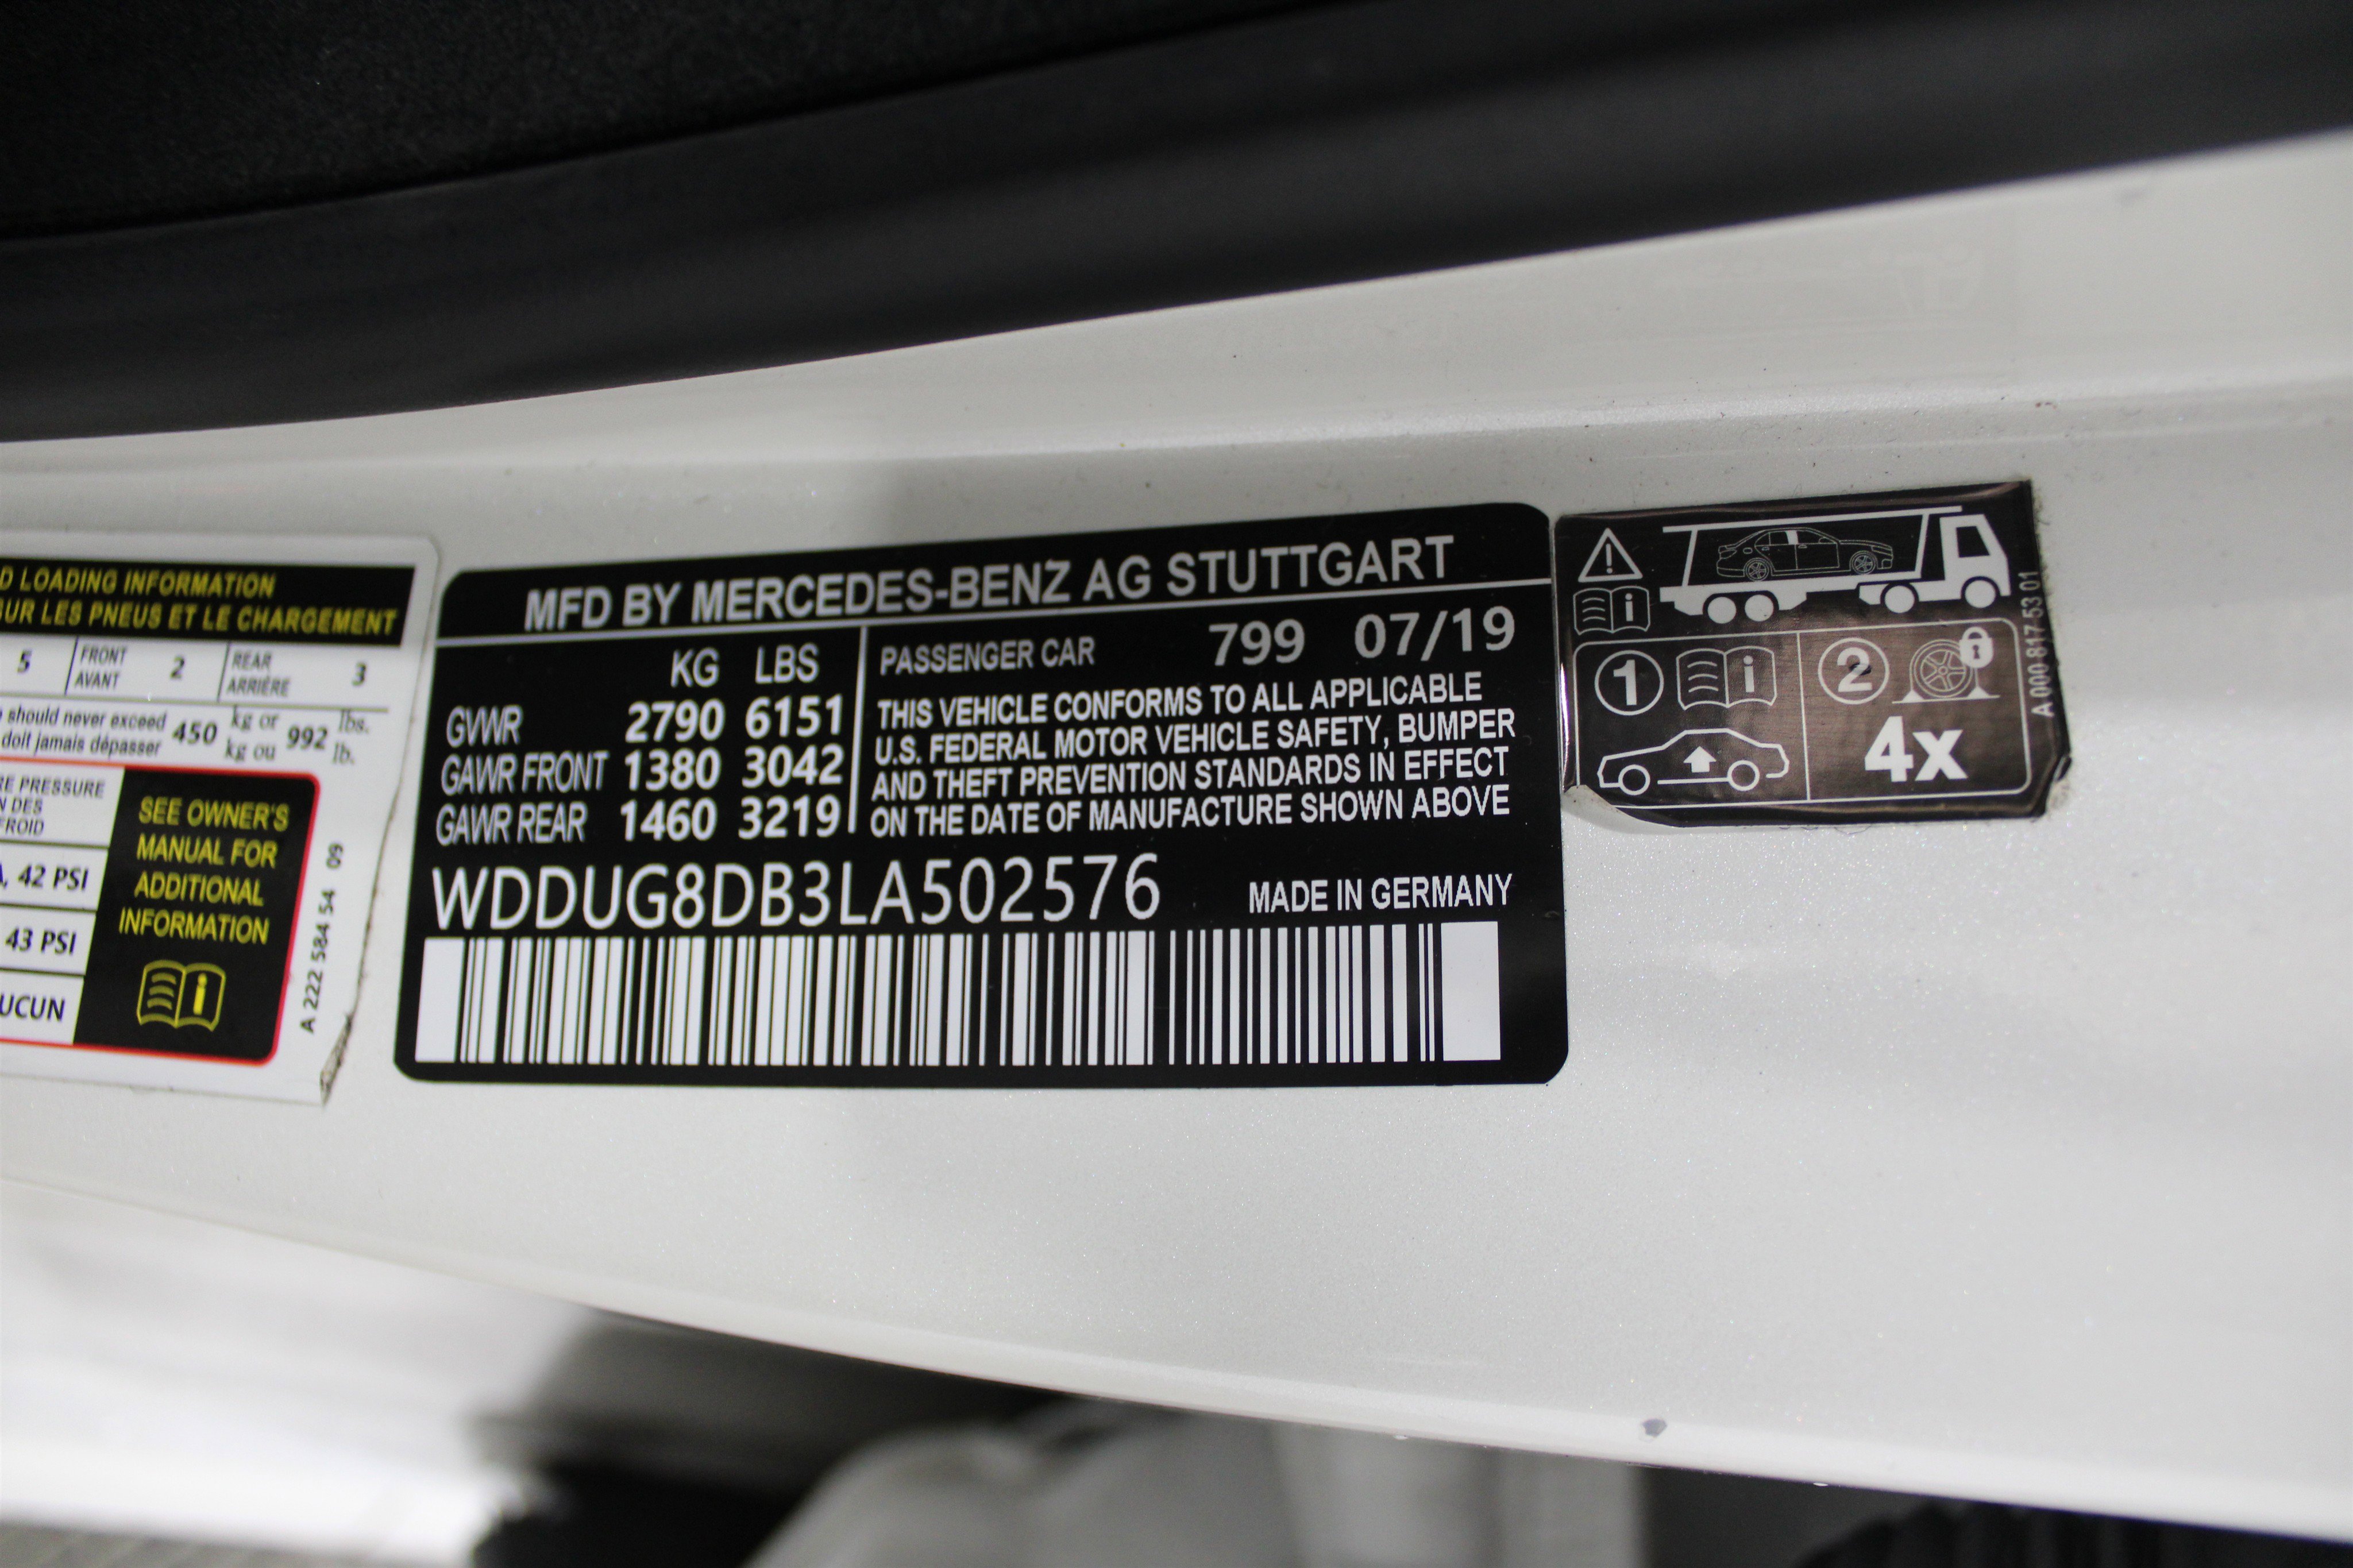 D LOADING INFORMATION
SUR LES PNEUS ET LE CHARGEMENT
5 FRONT AVANT 2 REAR ARRIÈRE 3
should never exceed 450 kg or 992 lbs.
doit jamais dépasser kg ou lb.
PRESSURE
DES
FROID
42 PSI
43 PSI
UCUN
SEE OWNER'S
MANUAL FOR
ADDITIONAL
INFORMATION
A 222 584 54 09
MFD BY MERCEDES-BENZ AG STUTTGART
KG LBS
GVWR 2790 6151
GAWR FRONT 1380 3042
GAWR REAR 1460 3219
PASSENGER CAR 799 07/19
THIS VEHICLE CONFORMS TO ALL APPLICABLE
U.S. FEDERAL MOTOR VEHICLE SAFETY, BUMPER
AND THEFT PREVENTION STANDARDS IN EFFECT
ON THE DATE OF MANUFACTURE SHOWN ABOVE
WDDUG8DB3LA502576 MADE IN GERMANY
1
2
4x
A 000 817 53 01